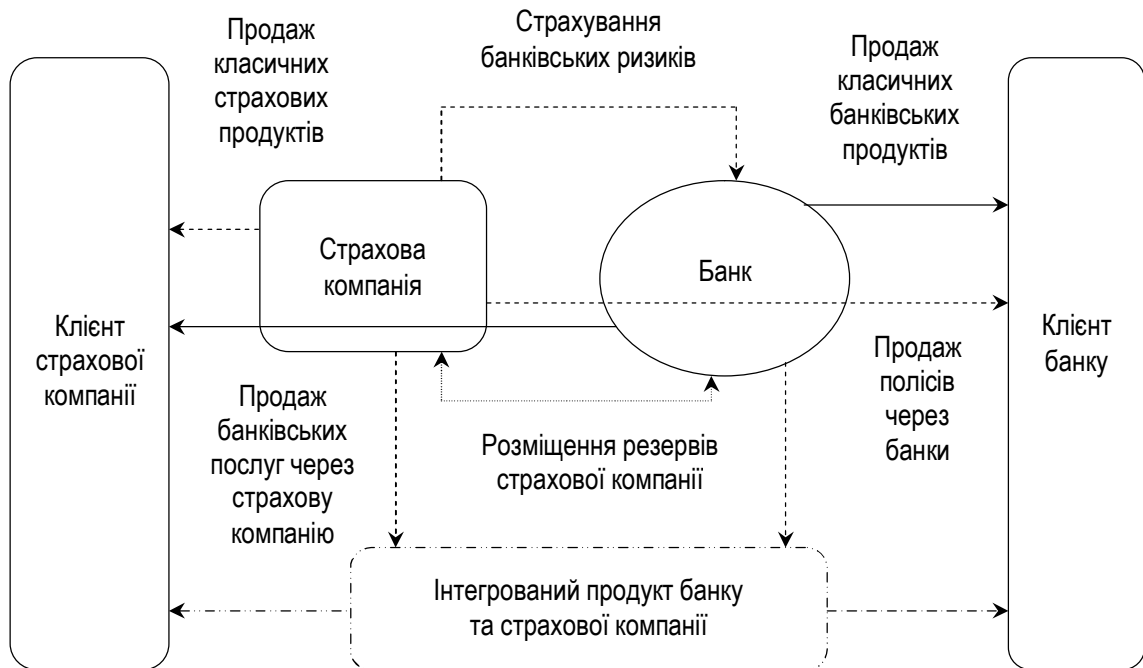 Страхування
банківських ризиків
Продаж
класичних
страхових
продуктів
Продаж
класичних
банківських
продуктів
Страхова
компанія
Банк
Клієнт
страхової
компанії
Клієнт
банку
Продаж
банківських
послуг через
страхову
компанію
Розміщення резервів
страхової компанії
Продаж
полісів
через
банки
Інтегрований продукт банку
та страхової компанії